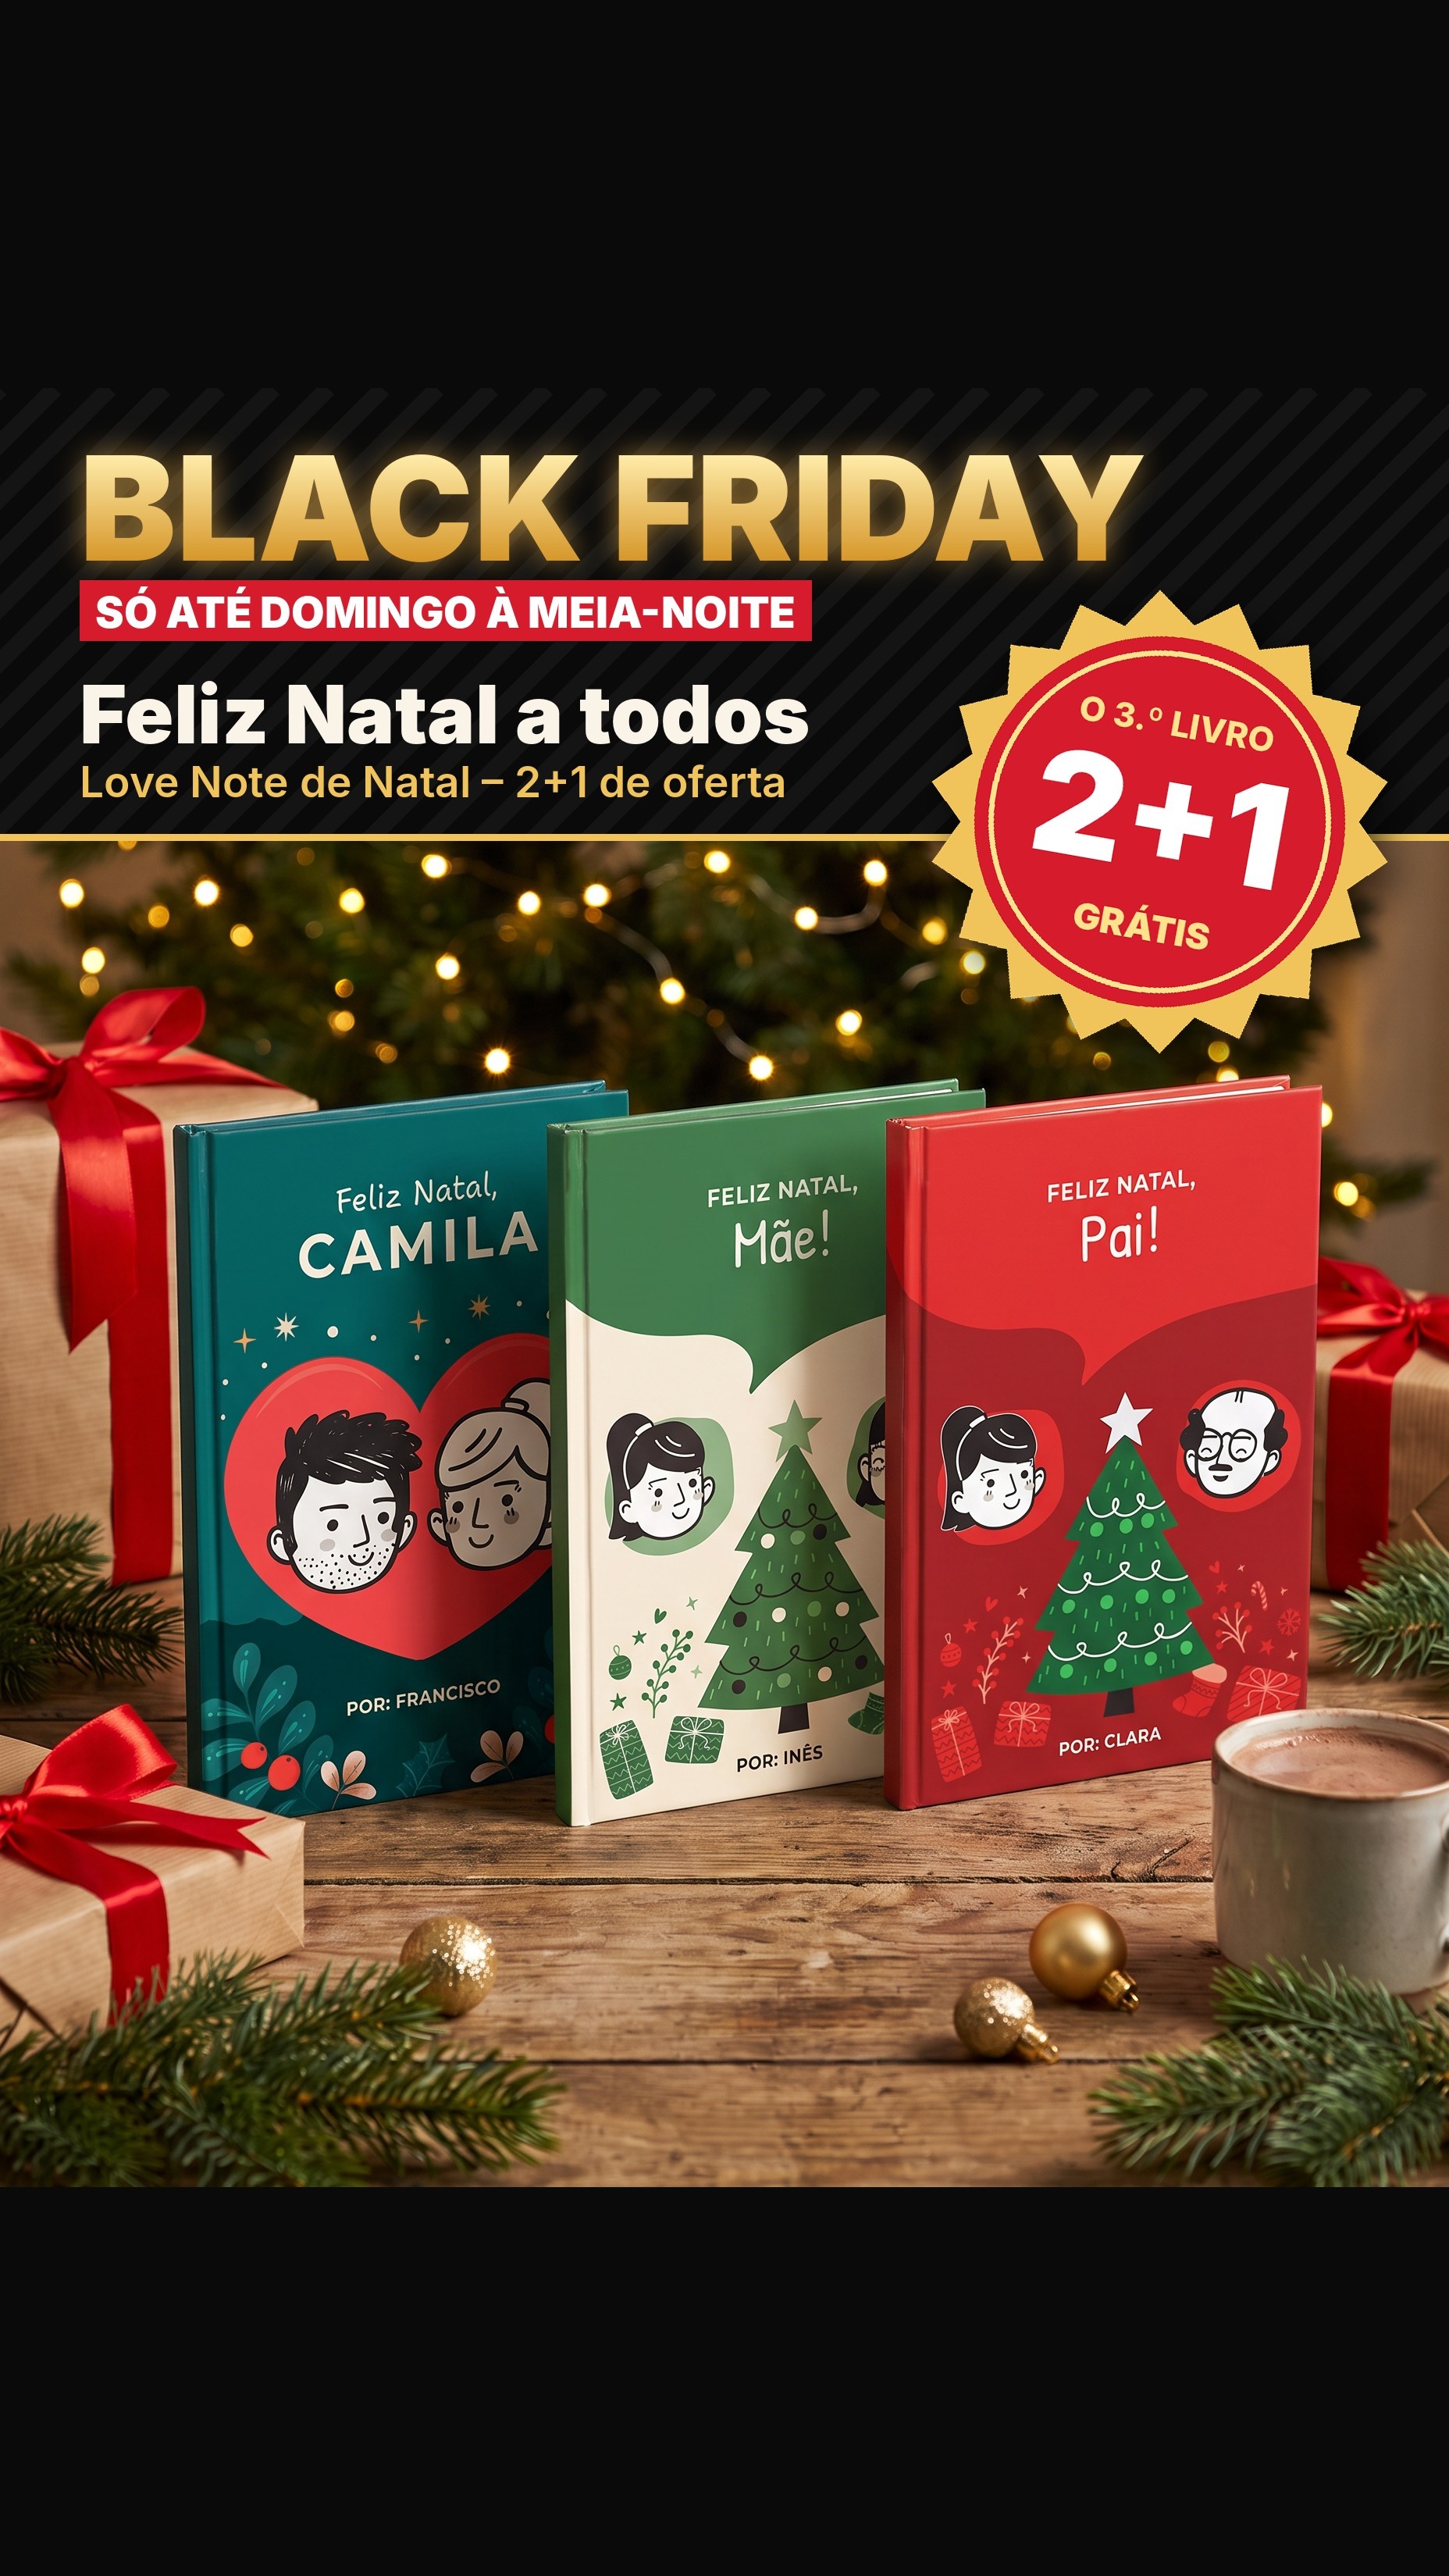 BLACK FRIDAY
SÓ ATÉ DOMINGO À MEIA-NOITE
Feliz Natal a todos
Love Note de Natal – 2+1 de oferta
O 3.º LIVRO
2+1
GRÁTIS
Feliz Natal,
CAMILA
POR: FRANCISCO
FELIZ NATAL,
Mãe!
POR: INÊS
FELIZ NATAL,
Pai!
POR: CLARA